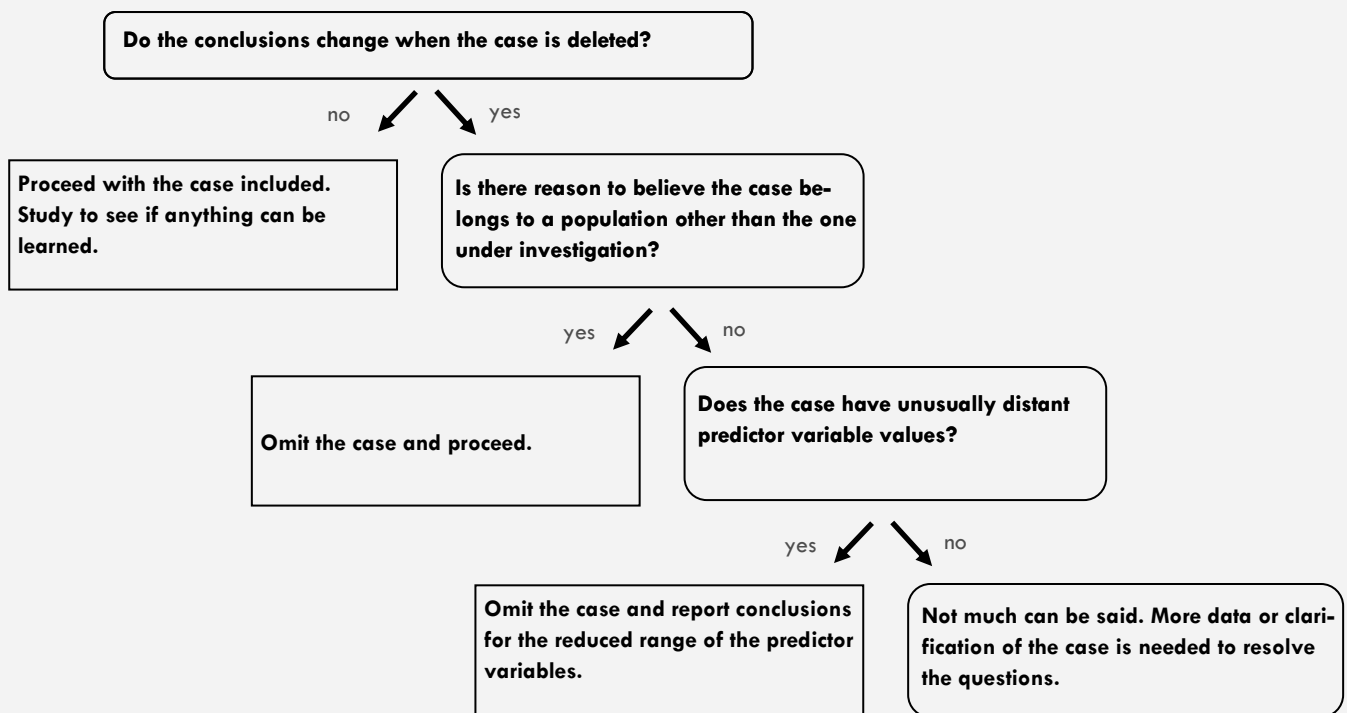 Do the conclusions change when the case is deleted?
no
yes
Proceed with the case included.
Study to see if anything can be
learned.
Is there reason to believe the case be-
longs to a population other than the one
under investigation?
yes
no
Omit the case and proceed.
Does the case have unusually distant
predictor variable values?
yes
no
Omit the case and report conclusions
for the reduced range of the predictor
variables.
Not much can be said. More data or clari-
fication of the case is needed to resolve
the questions.